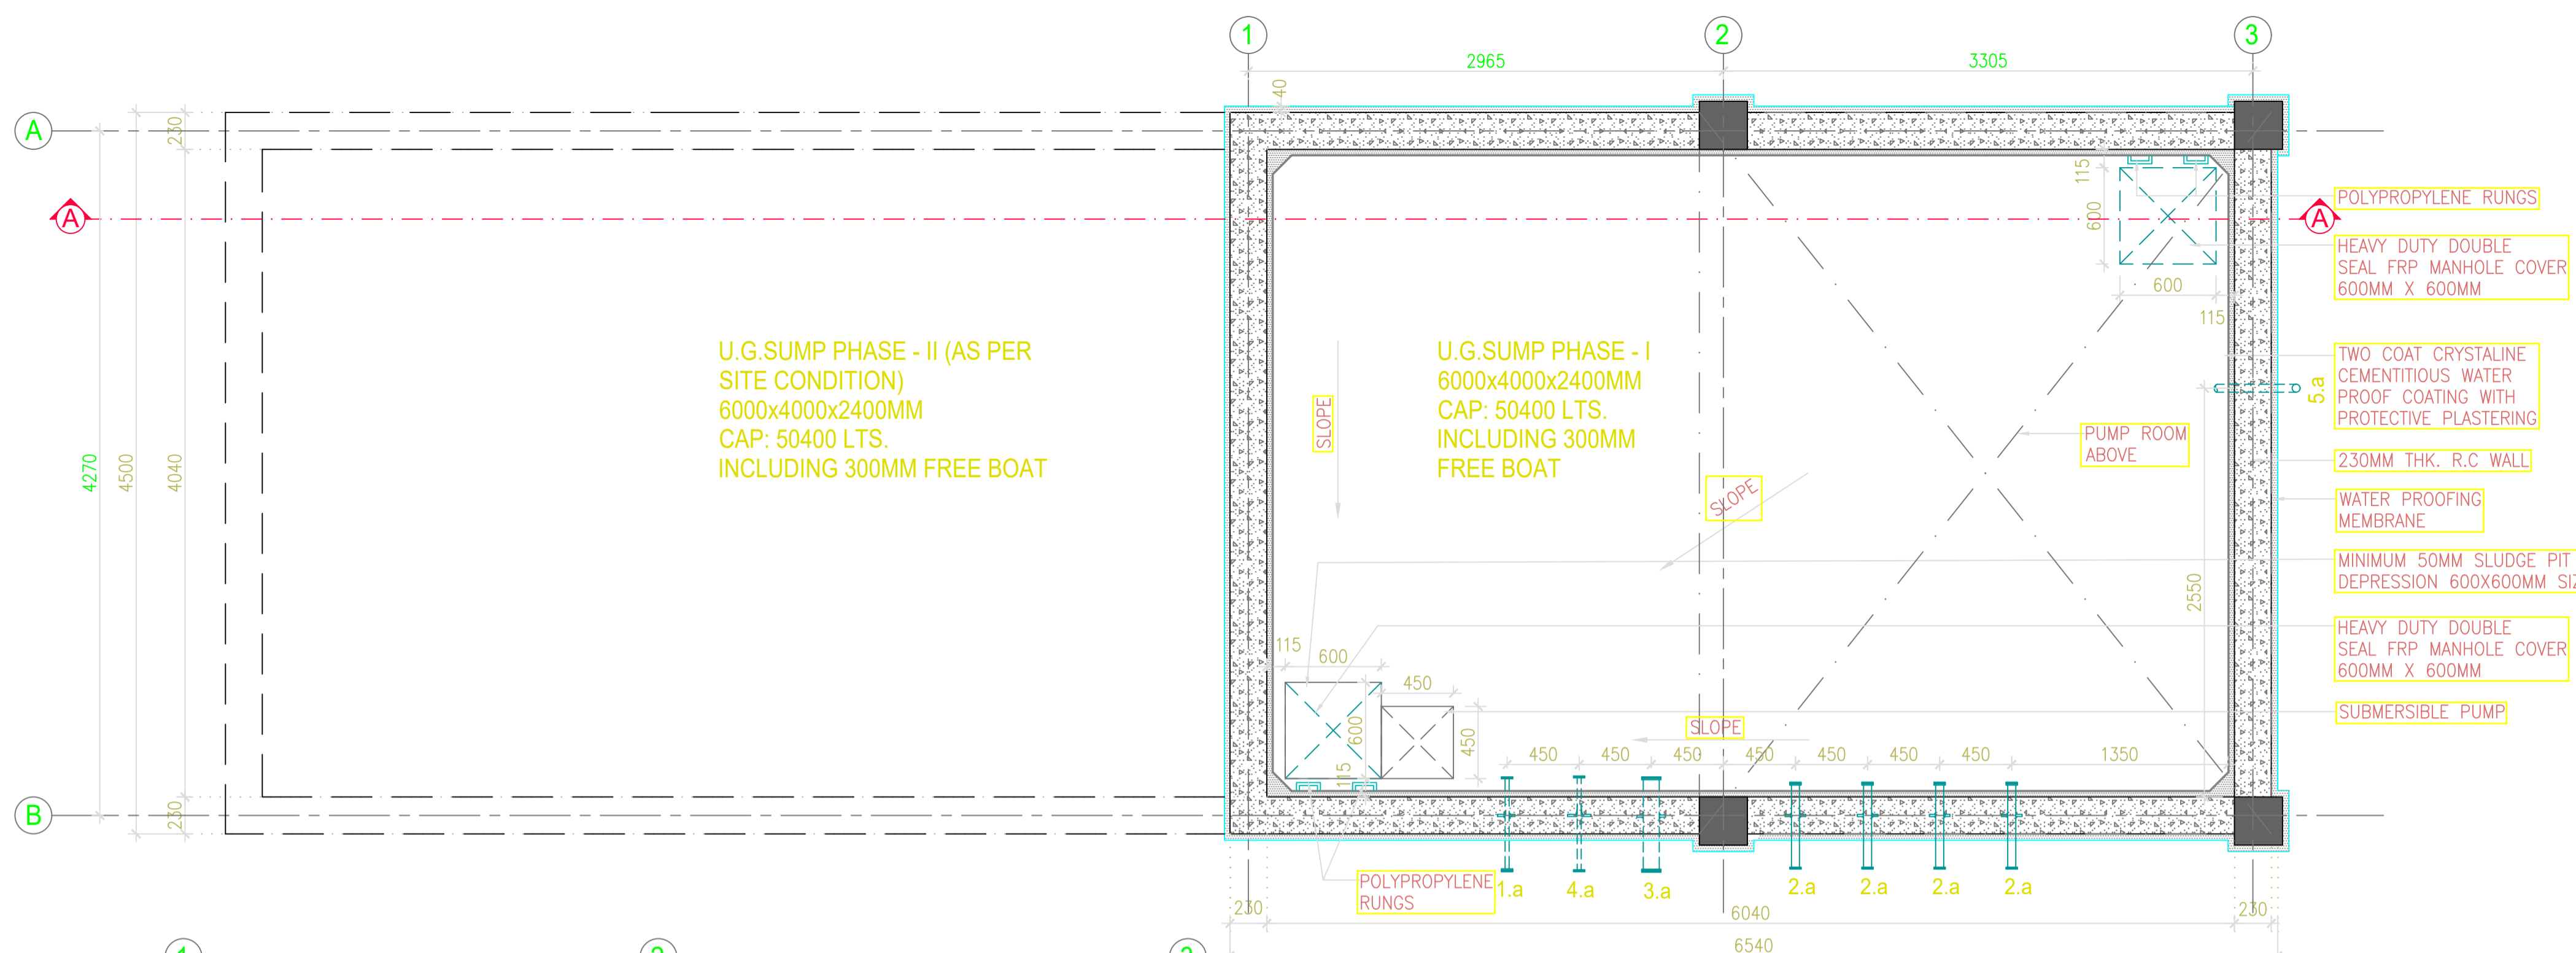 1
2
3
2965
3305
40
A
230
4270
4500
4040
A
A
115
600
600
115
POLYPROPYLENE RUNGS
HEAVY DUTY DOUBLE
SEAL FRP MANHOLE COVER
600MM X 600MM
U.G.SUMP PHASE - II (AS PER
SITE CONDITION)
6000x4000x2400MM
CAP: 50400 LTS.
INCLUDING 300MM FREE BOAT
U.G.SUMP PHASE - I
6000x4000x2400MM
CAP: 50400 LTS.
INCLUDING 300MM
FREE BOAT
SLOPE
SLOPE
PUMP ROOM
ABOVE
5.a
TWO COAT CRYSTALINE
CEMENTITIOUS WATER
PROOF COATING WITH
PROTECTIVE PLASTERING
230MM THK. R.C WALL
WATER PROOFING
MEMBRANE
MINIMUM 50MM SLUDGE PIT
DEPRESSION 600X600MM
HEAVY DUTY DOUBLE
SEAL FRP MANHOLE COVER
600MM X 600MM
SUBMERSIBLE PUMP
2550
115
600
450
600
450
115
SLOPE
450
450
450
450
450
450
450
1350
B
230
POLYPROPYLENE
RUNGS
1.a
4.a
3.a
2.a
2.a
2.a
2.a
230
6040
230
6540